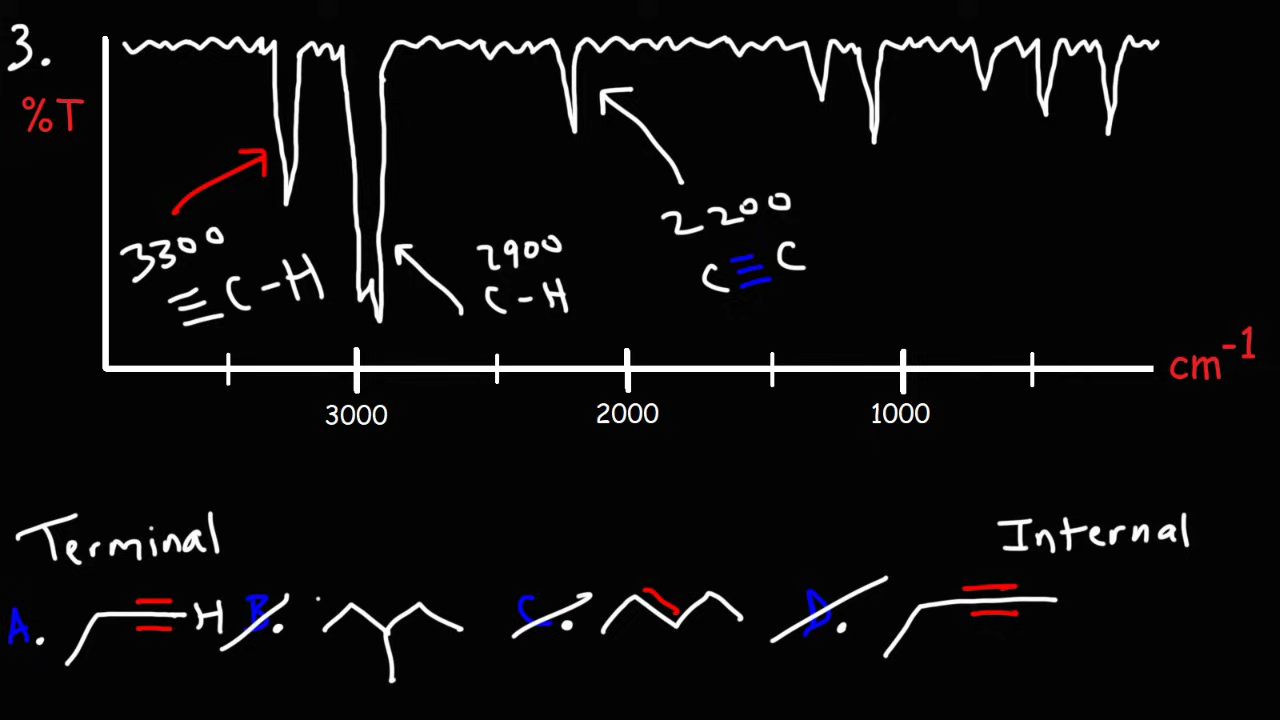 3.
%T
3300
≡C-H
2900
C-H
2200
C≡C
cm⁻¹
3000 2000 1000
Terminal
Internal
A. H B. C. D.